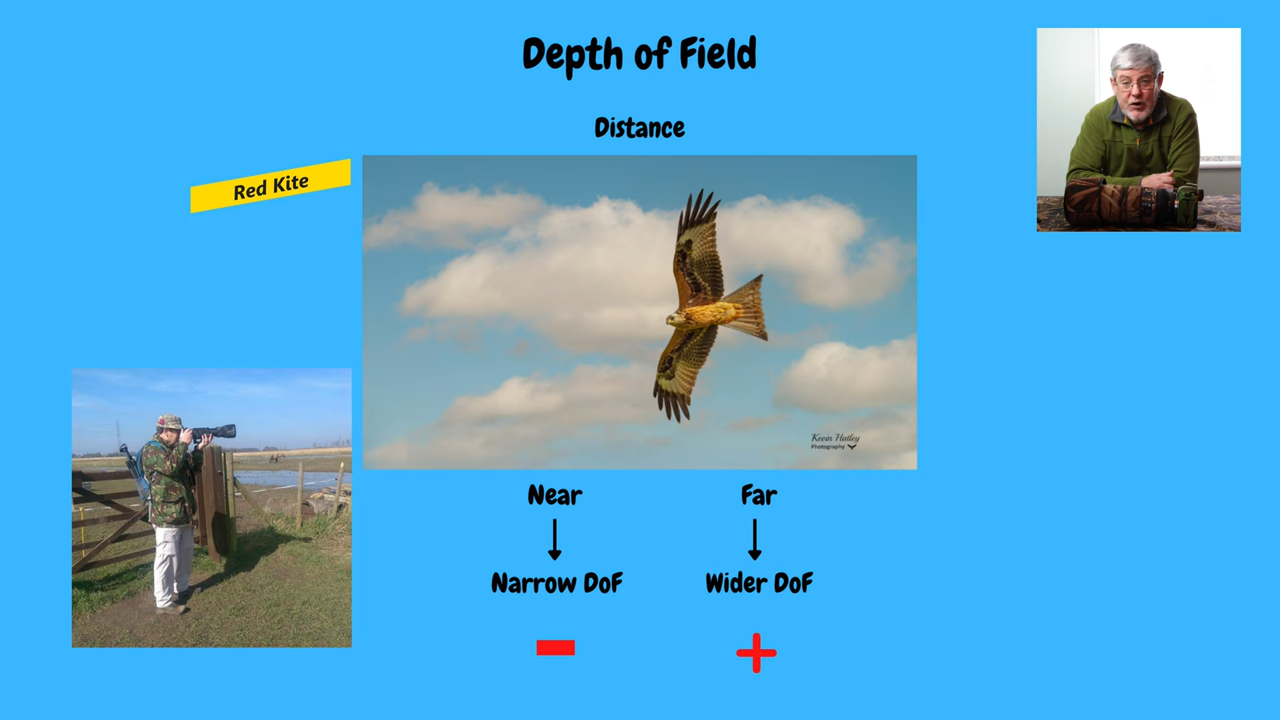 Depth of Field
Distance
Red Kite
Kevin Hatley
Photography
Near
Far
Narrow DoF
Wider DoF